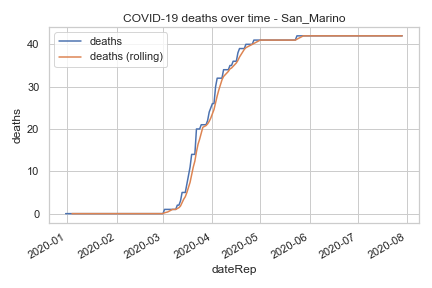 COVID-19 deaths over time - San_Marino
deaths
deaths (rolling)
deaths
40
30
20
10
0
2020-01
2020-02
2020-03
2020-04
2020-05
2020-06
2020-07
2020-08
dateRep